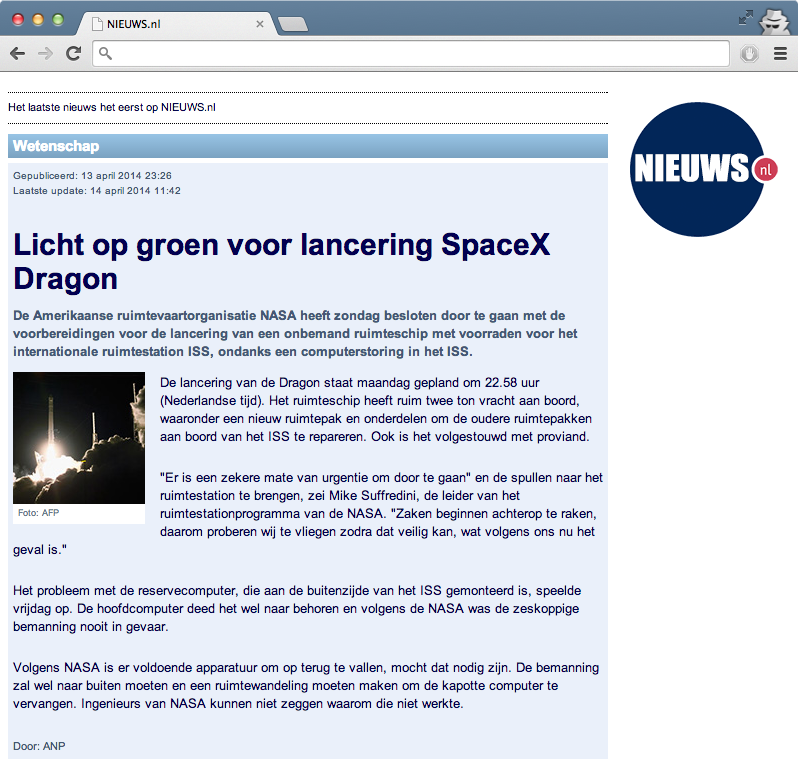 NIEUWS.nl
Het laatste nieuws het eerst op NIEUWS.nl
NIEUWS nl
Wetenschap
Gepubliceerd: 13 april 2014 23:26
Laatste update: 14 april 2014 11:42
Licht op groen voor lancering SpaceX
Dragon
De Amerikaanse ruimtevaartorganisatie NASA heeft zondag besloten door te gaan met de
voorbereidingen voor de lancering van een onbemand ruimteschip met voorraden voor het
internationale ruimtestation ISS, ondanks een computerstoring in het ISS.
De lancering van de Dragon staat maandag gepland om 22.58 uur
(Nederlandse tijd). Het ruimteschip heeft ruim twee ton vracht aan boord,
waaronder een nieuw ruimtepak en onderdelen om de oudere ruimtepakken
aan boord van het ISS te repareren. Ook is het volgestouwd met proviand.
Foto: AFP
"Er is een zekere mate van urgentie om door te gaan" en de spullen naar het
ruimtestation te brengen, zei Mike Suffredini, de leider van het
ruimtestationprogramma van de NASA. "Zaken beginnen achterop te raken,
daarom proberen wij te vliegen zodra dat veilig kan, wat volgens ons nu het
geval is."
Het probleem met de reservecomputer, die aan de buitenzijde van het ISS gemonteerd is, speelde
vrijdag op. De hoofdcomputer deed het wel naar behoren en volgens de NASA was de zeskoppige
bemanning nooit in gevaar.
Volgens NASA is er voldoende apparatuur om op terug te vallen, mocht dat nodig zijn. De bemanning
zal wel naar buiten moeten en een ruimtewandeling moeten maken om de kapotte computer te
vervangen. Ingenieurs van NASA kunnen niet zeggen waarom die niet werkte.
Door: ANP